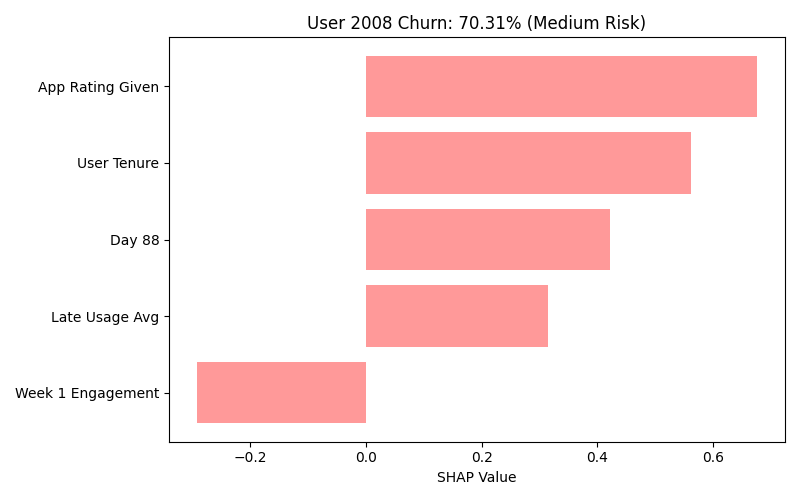 User 2008 Churn: 70.31% (Medium Risk)
App Rating Given
User Tenure
Day 88
Late Usage Avg
Week 1 Engagement
−0.2 0.0 0.2 0.4 0.6
SHAP Value